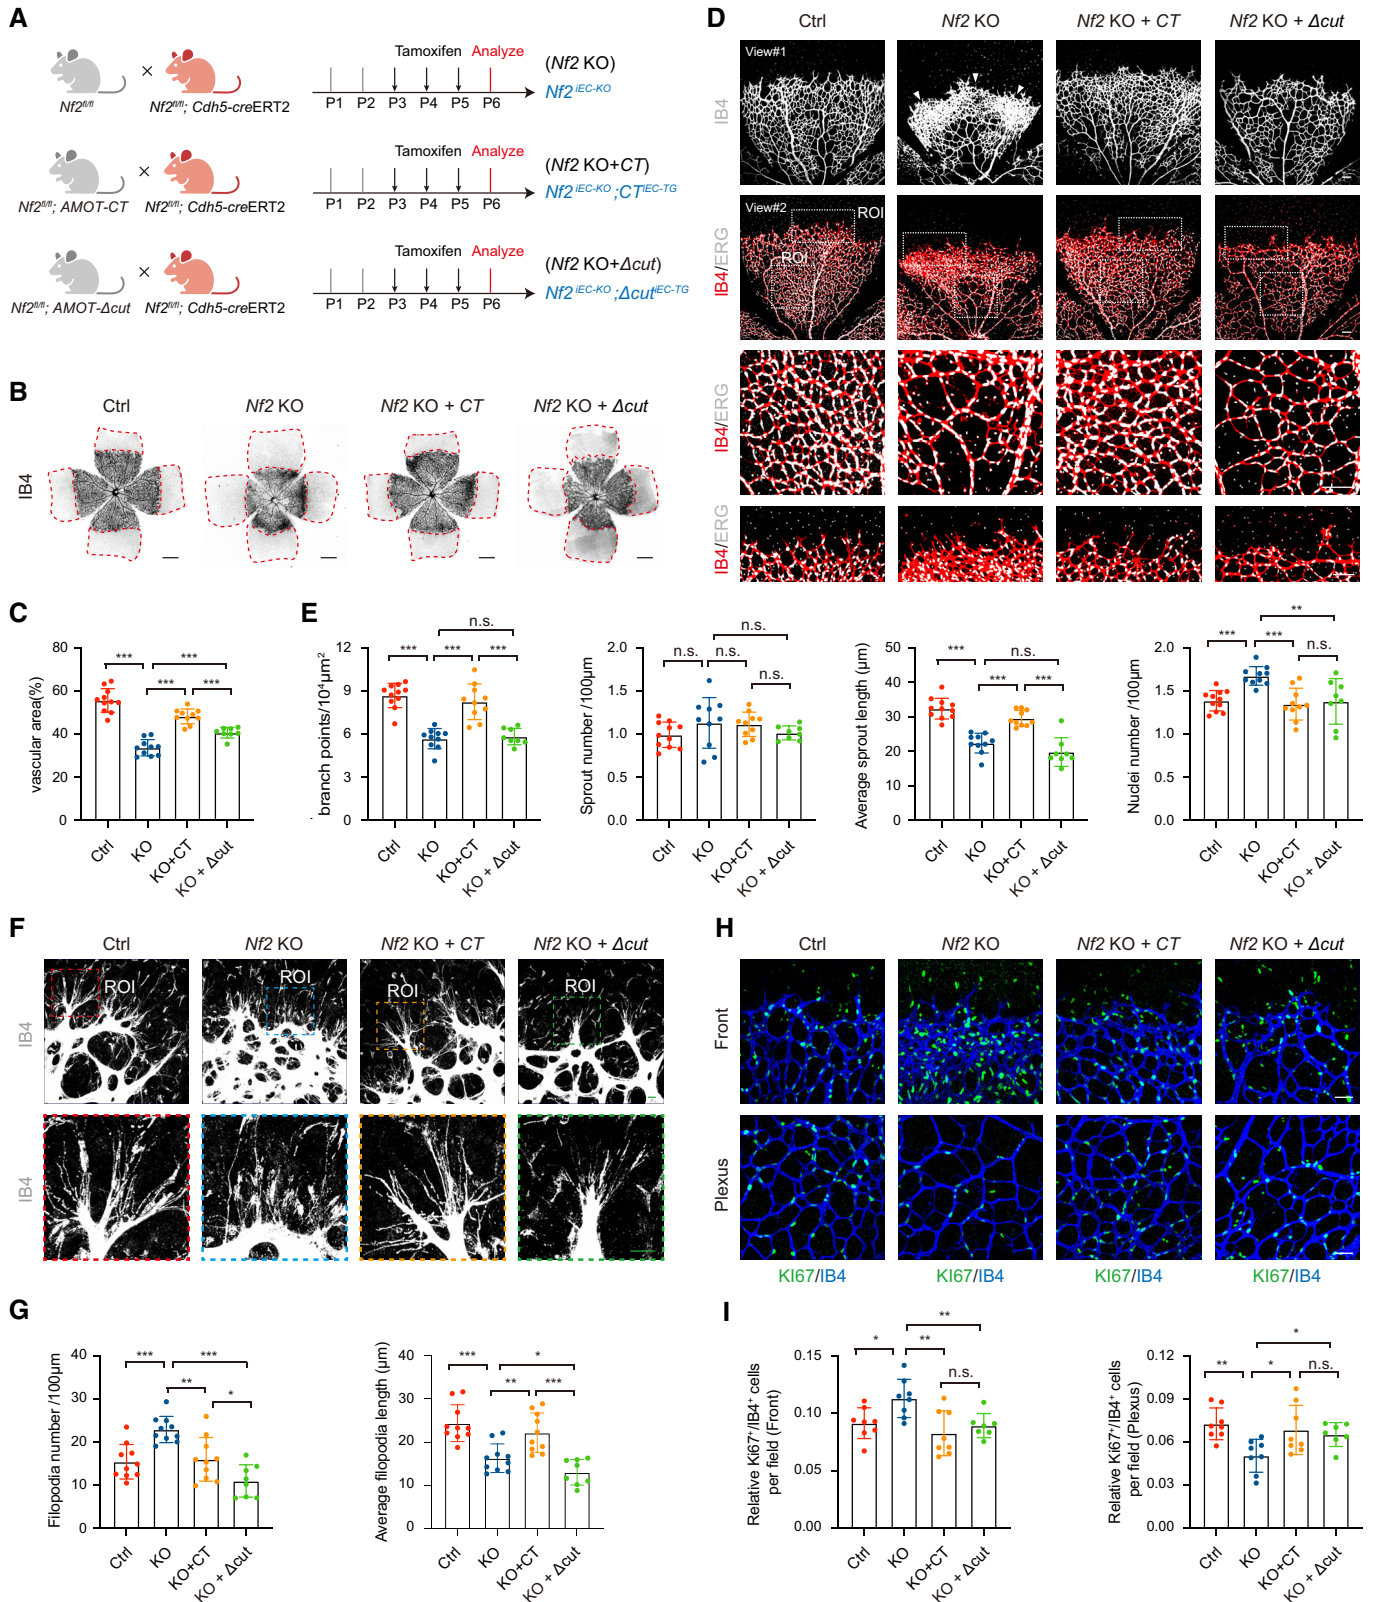 A
Nf2fl/fl
×
Nf2fl/fl; Cdh5-creERT2
Tamoxifen Analyze
P1 P2 P3 P4 P5 P6
(Nf2 KO)
Nf2 iEC-KO
Nf2fl/fl; AMOT-CT
×
Nf2fl/fl; Cdh5-creERT2
Tamoxifen Analyze
P1 P2 P3 P4 P5 P6
(Nf2 KO+CT)
Nf2 iEC-KO ;CTiEC-TG
Nf2fl/fl; AMOT-Δcut
×
Nf2fl/fl; Cdh5-creERT2
Tamoxifen Analyze
P1 P2 P3 P4 P5 P6
(Nf2 KO+Δcut)
Nf2 iEC-KO ;ΔcutiEC-TG
B
Ctrl Nf2 KO Nf2 KO + CT Nf2 KO + Δcut
IB4
C
vascular area(%)
80
60
40
20
0
*** ***
*** ***
Ctrl KO KO+CT KO + Δcut
D
Ctrl Nf2 KO Nf2 KO + CT Nf2 KO + Δcut
IB4
View#1
IB4/ERG
View#2
ROI
ROI
IB4/ERG
IB4/ERG
E
branch points/10⁴μm²
12
9
6
3
0
n.s.
*** *** ***
Ctrl KO KO+CT KO + Δcut
Sprout number /100μm
2.0
1.5
1.0
0.5
0.0
n.s.
n.s. n.s.
n.s.
Ctrl KO KO+CT KO + Δcut
Average sprout length (μm)
50
40
30
20
10
0
*** n.s.
*** ***
Ctrl KO KO+CT KO + Δcut
Nuclei number /100μm
2.0
1.5
1.0
0.5
0.0
**
*** *** n.s.
Ctrl KO KO+CT KO + Δcut
F
Ctrl Nf2 KO Nf2 KO + CT Nf2 KO + Δcut
IB4
ROI ROI ROI ROI
IB4
G
Filopodia number /100μm
40
30
20
10
0
*** ***
**
*
Ctrl KO KO+CT KO + Δcut
Average filopodia length (μm)
40
30
20
10
0
*** *
** ***
Ctrl KO KO+CT KO + Δcut
H
Ctrl Nf2 KO Nf2 KO + CT Nf2 KO + Δcut
Front
Plexus
KI67/IB4 KI67/IB4 KI67/IB4 KI67/IB4
I
Relative Ki67⁺/IB4⁺ cells
per field (Front)
0.15
0.10
0.05
0.00
**
* **
n.s.
Ctrl KO KO+CT KO + Δcut
Relative Ki67⁺/IB4⁺ cells
per field (Plexus)
0.12
0.09
0.06
0.03
0.00
*
** * n.s.
Ctrl KO KO+CT KO + Δcut